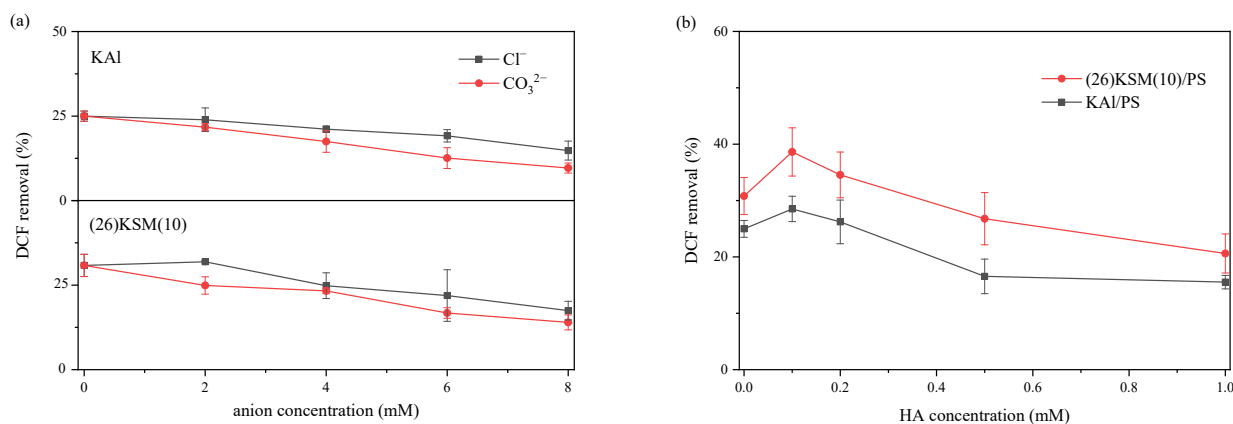 (a)
50
25
0
KAl
Cl⁻
CO₃²⁻
25
0
(26)KSM(10)
DCF removal (%)
0 2 4 6 8
anion concentration (mM)
(b)
60
40
20
0
(26)KSM(10)/PS
KAl/PS
DCF removal (%)
0.0 0.2 0.4 0.6 0.8 1.0
HA concentration (mM)